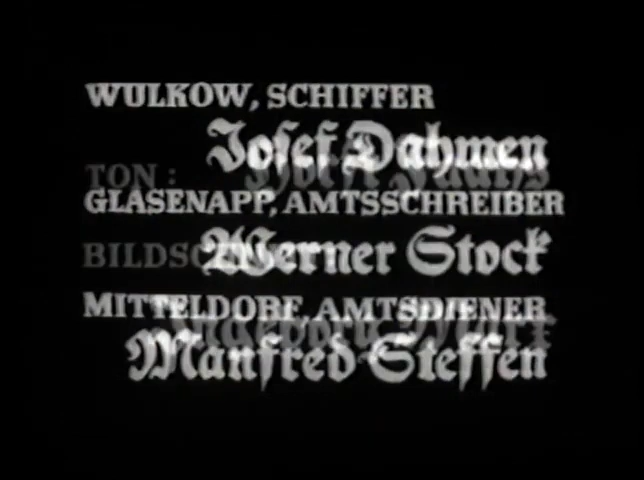 WULKOW, SCHIFFER
Josef Dahmen
TON :
GLASENAPP, AMTSSCHREIBER
Werner Stock
MITTELDORF, AMTSDIENER
Manfred Steffen